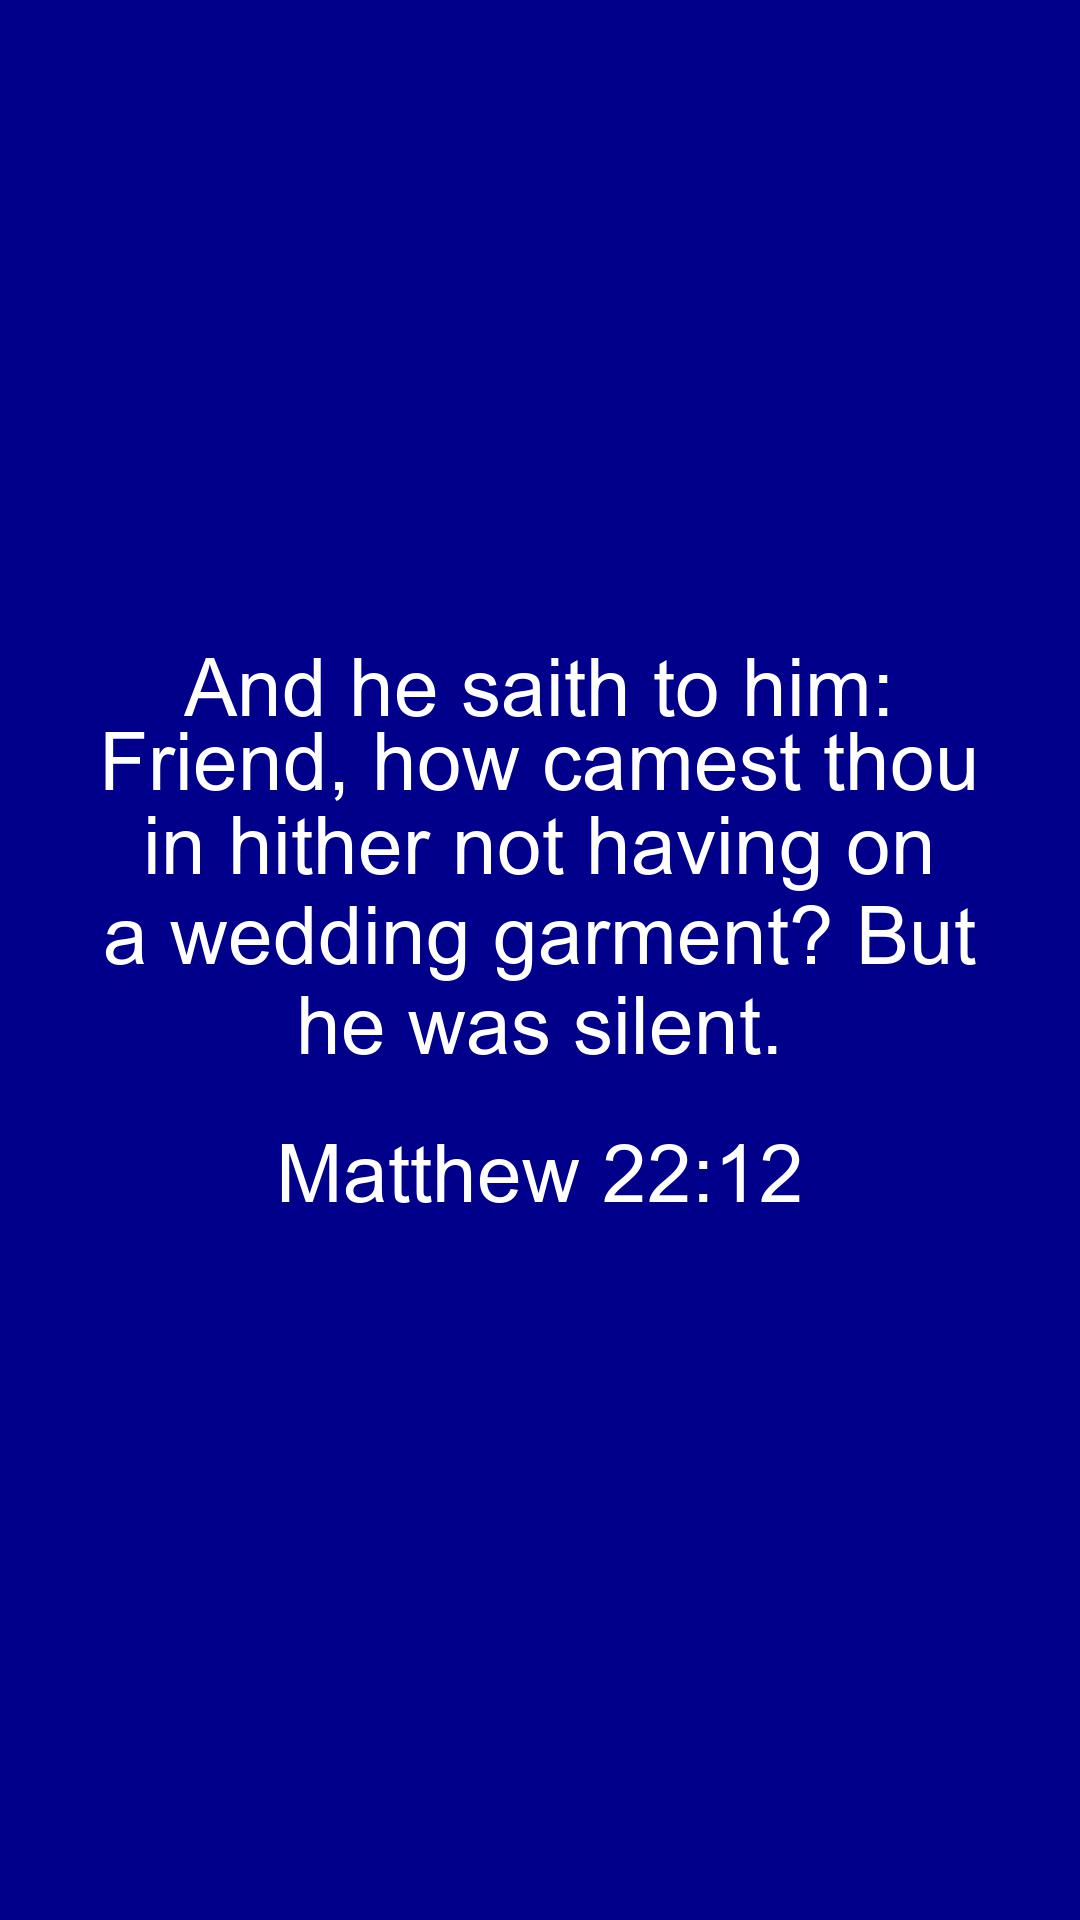 And he saith to him:
Friend, how camest thou
in hither not having on
a wedding garment? But
he was silent.
Matthew 22:12